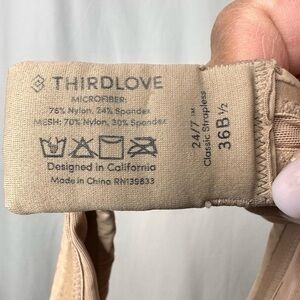 THIRDLOVE
MICROFIBER:
76% Nylon, 24% Spandex
MESH: 70% Nylon, 30% Spandex
Designed in California
Made in China RN139833
24/7™
Classic Strapless
36B½